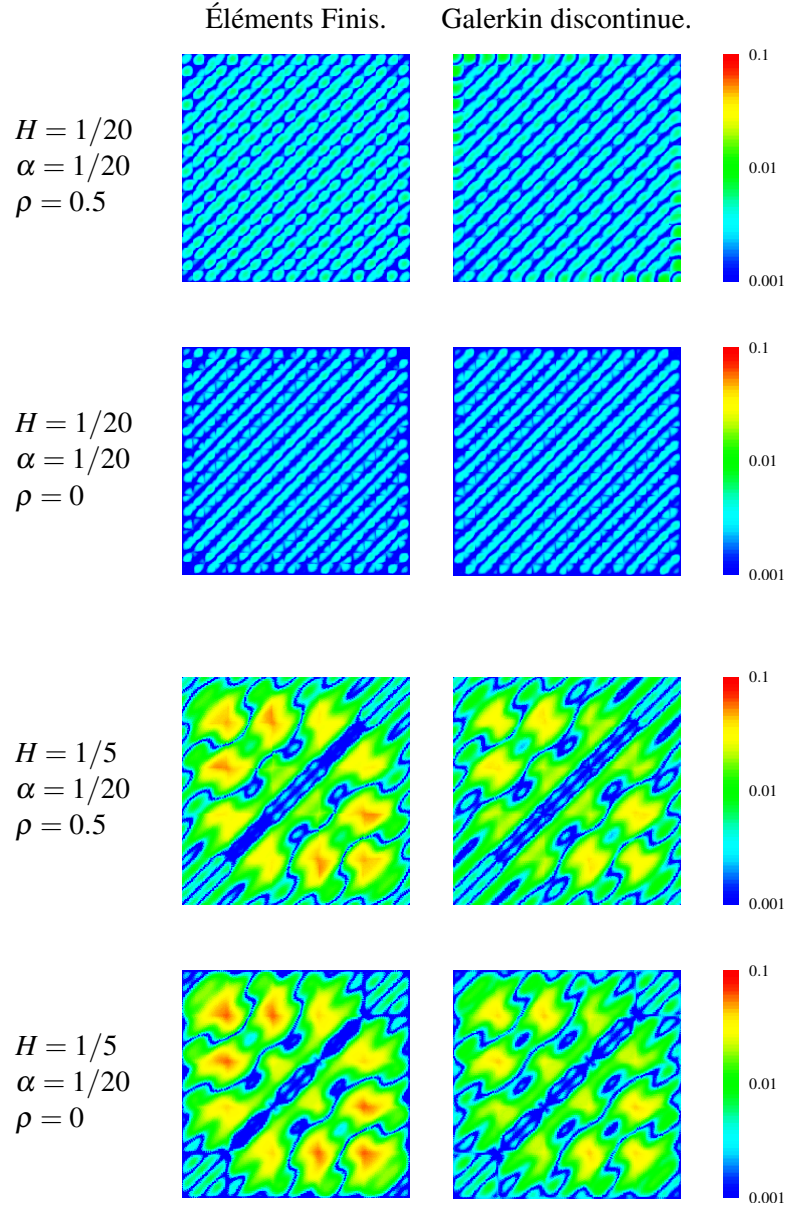 Éléments Finis. Galerkin discontinue.
0.1
H = 1/20
α = 1/20
ρ = 0.5
0.01
0.001
0.1
H = 1/20
α = 1/20
ρ = 0
0.01
0.001
0.1
H = 1/5
α = 1/20
ρ = 0.5
0.01
0.001
0.1
H = 1/5
α = 1/20
ρ = 0
0.01
0.001